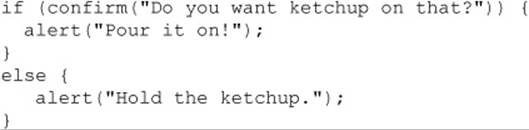 if (confirm("Do you want ketchup on that?")) {
  alert("Pour it on!");
}
else {
   alert("Hold the ketchup.");
}